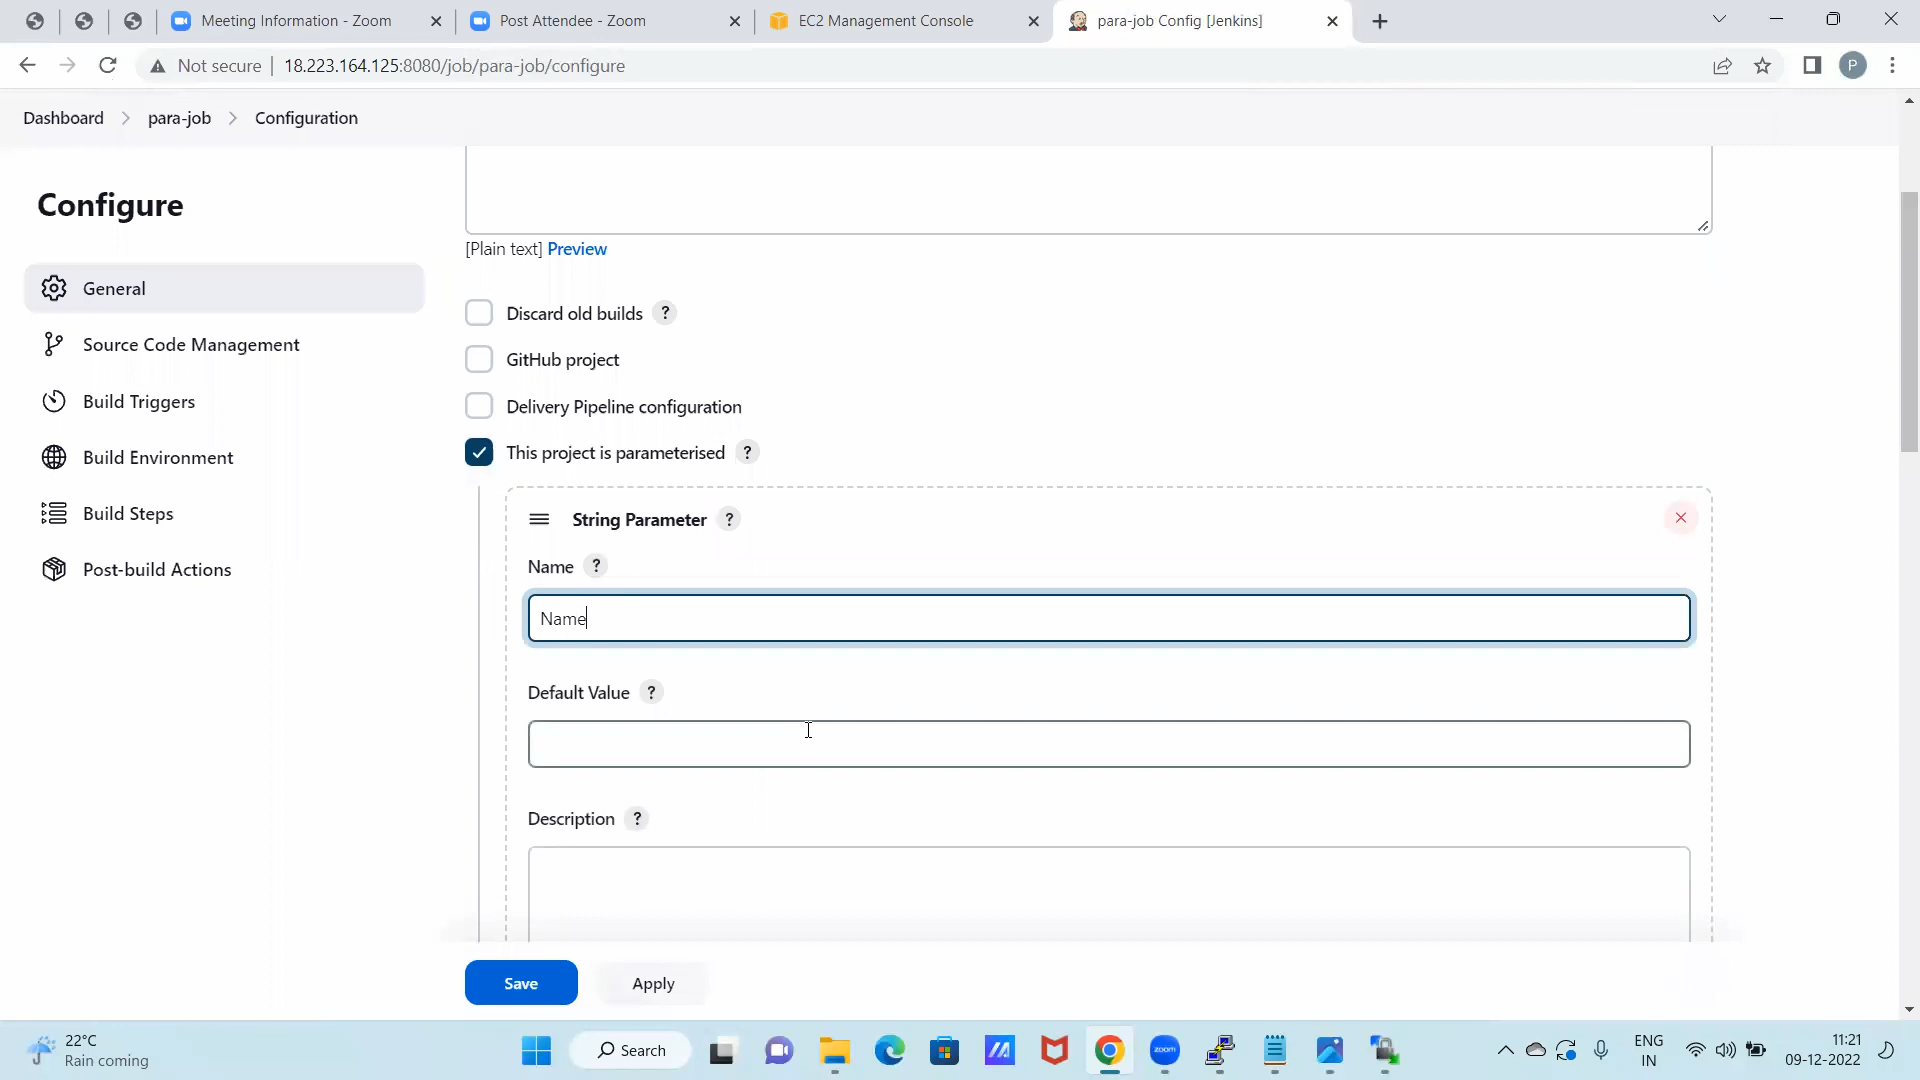 Meeting Information - Zoom
Post Attendee - Zoom
EC2 Management Console
para-job Config [Jenkins]
Not secure
18.223.164.125:8080/job/para-job/configure
P
Dashboard
para-job
Configuration
Configure
General
Source Code Management
Build Triggers
Build Environment
Build Steps
Post-build Actions
[Plain text] Preview
Discard old builds ?
GitHub project
Delivery Pipeline configuration
This project is parameterised ?
String Parameter ?
Name ?
Name
Default Value ?
Description ?
Save
Apply
22°C
Rain coming
Search
zoom
ENG
IN
11:21
09-12-2022